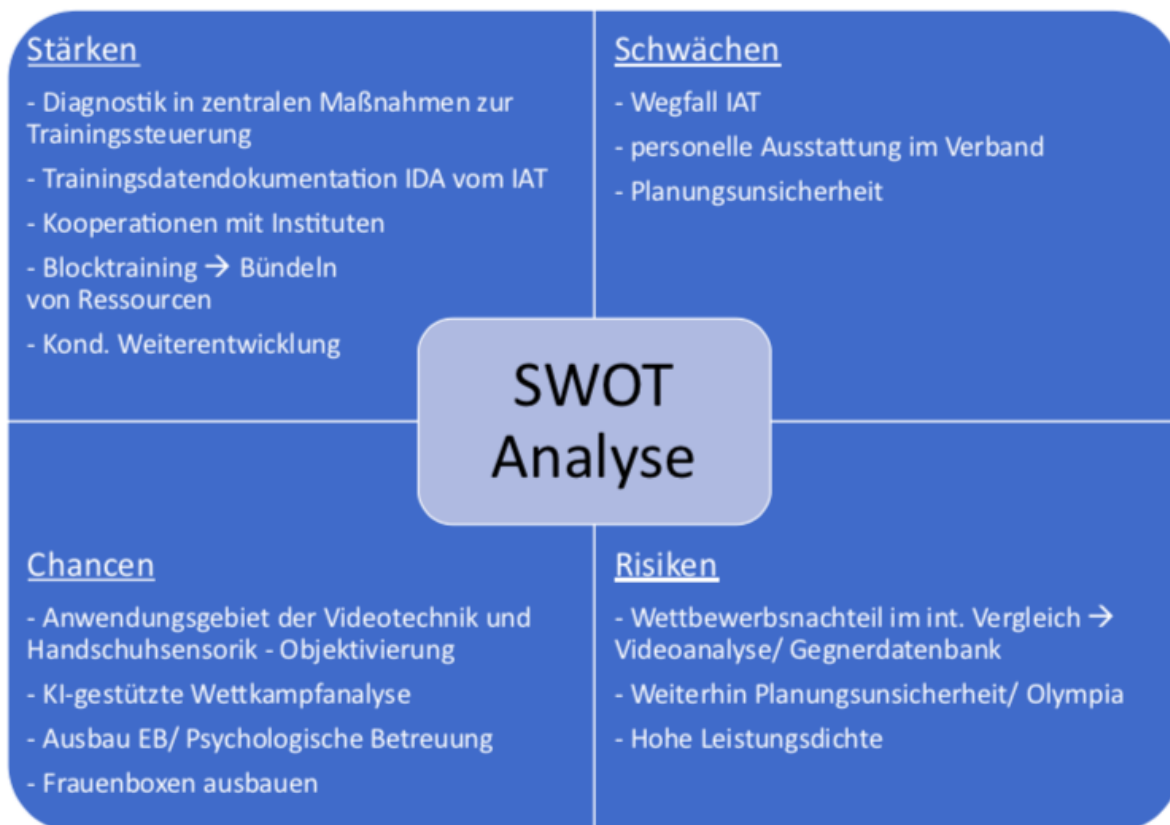 Stärken
- Diagnostik in zentralen Maßnahmen zur
Trainingssteuerung
- Trainingsdatendokumentation IDA vom IAT
- Kooperationen mit Instituten
- Blocktraining → Bündeln
von Ressourcen
- Kond. Weiterentwicklung
Schwächen
- Wegfall IAT
- personelle Ausstattung im Verband
- Planungsunsicherheit
SWOT
Analyse
Chancen
- Anwendungsgebiet der Videotechnik und
Handschuhsensorik - Objektivierung
- KI-gestützte Wettkampfanalyse
- Ausbau EB/ Psychologische Betreuung
- Frauenboxen ausbauen
Risiken
- Wettbewerbsnachteil im int. Vergleich →
Videoanalyse/ Gegnerdatenbank
- Weiterhin Planungsunsicherheit/ Olympia
- Hohe Leistungsdichte